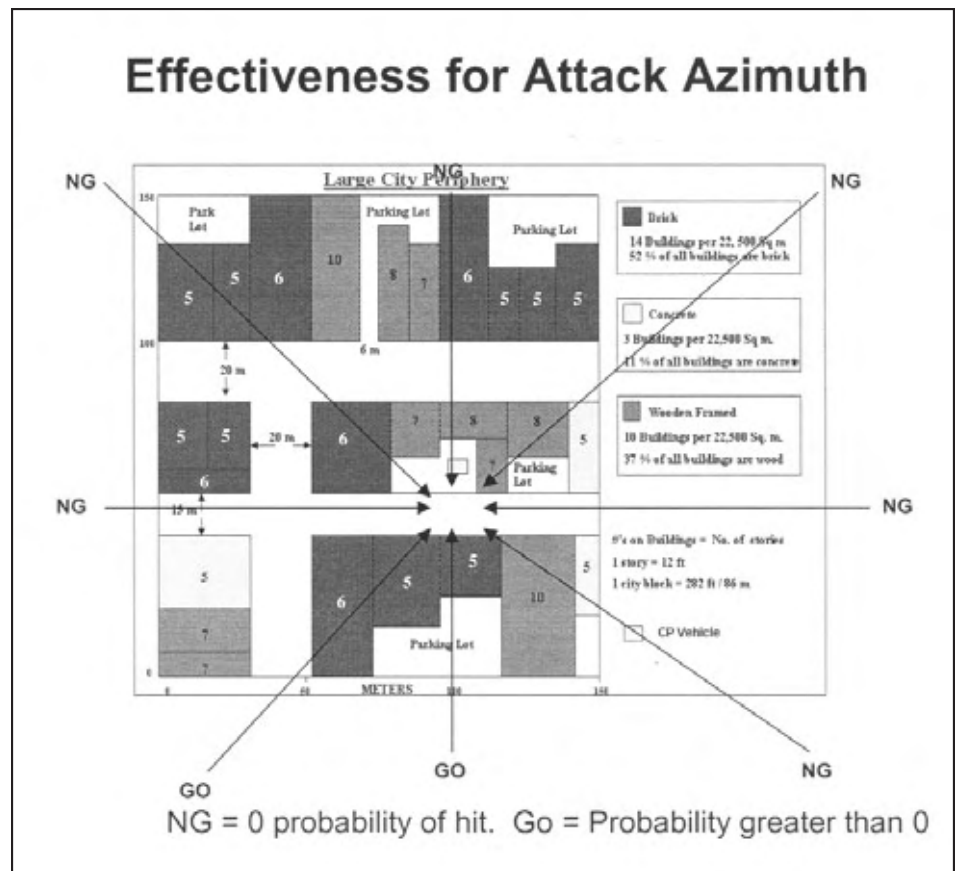 Effectiveness for Attack Azimuth
NG
NG
NG
Large City Periphery
150
Park
Lot
Parking Lot
Parking Lot
5
5
6
10
8
7
6
5
5
5
100
6 m
20 m
5
5
6
20 m
6
7
8
8
7
5
Parking
Lot
NG
15 m
NG
5
7
7
6
5
5
10
5
Parking Lot
0
0
50
METERS
100
150
Brick
14 Buildings per 22, 500 Sq m
52 % of all buildings are brick
Concrete
3 Buildings per 22,500 Sq m.
11 % of all buildings are concrete
Wooden Framed
10 Buildings per 22,500 Sq. m.
37 % of all buildings are wood
#'s on Buildings = No. of stories
1 story = 12 ft
1 city block = 282 ft / 86 m
CP Vehicle
GO
GO
NG
NG = 0 probability of hit. Go = Probability greater than 0